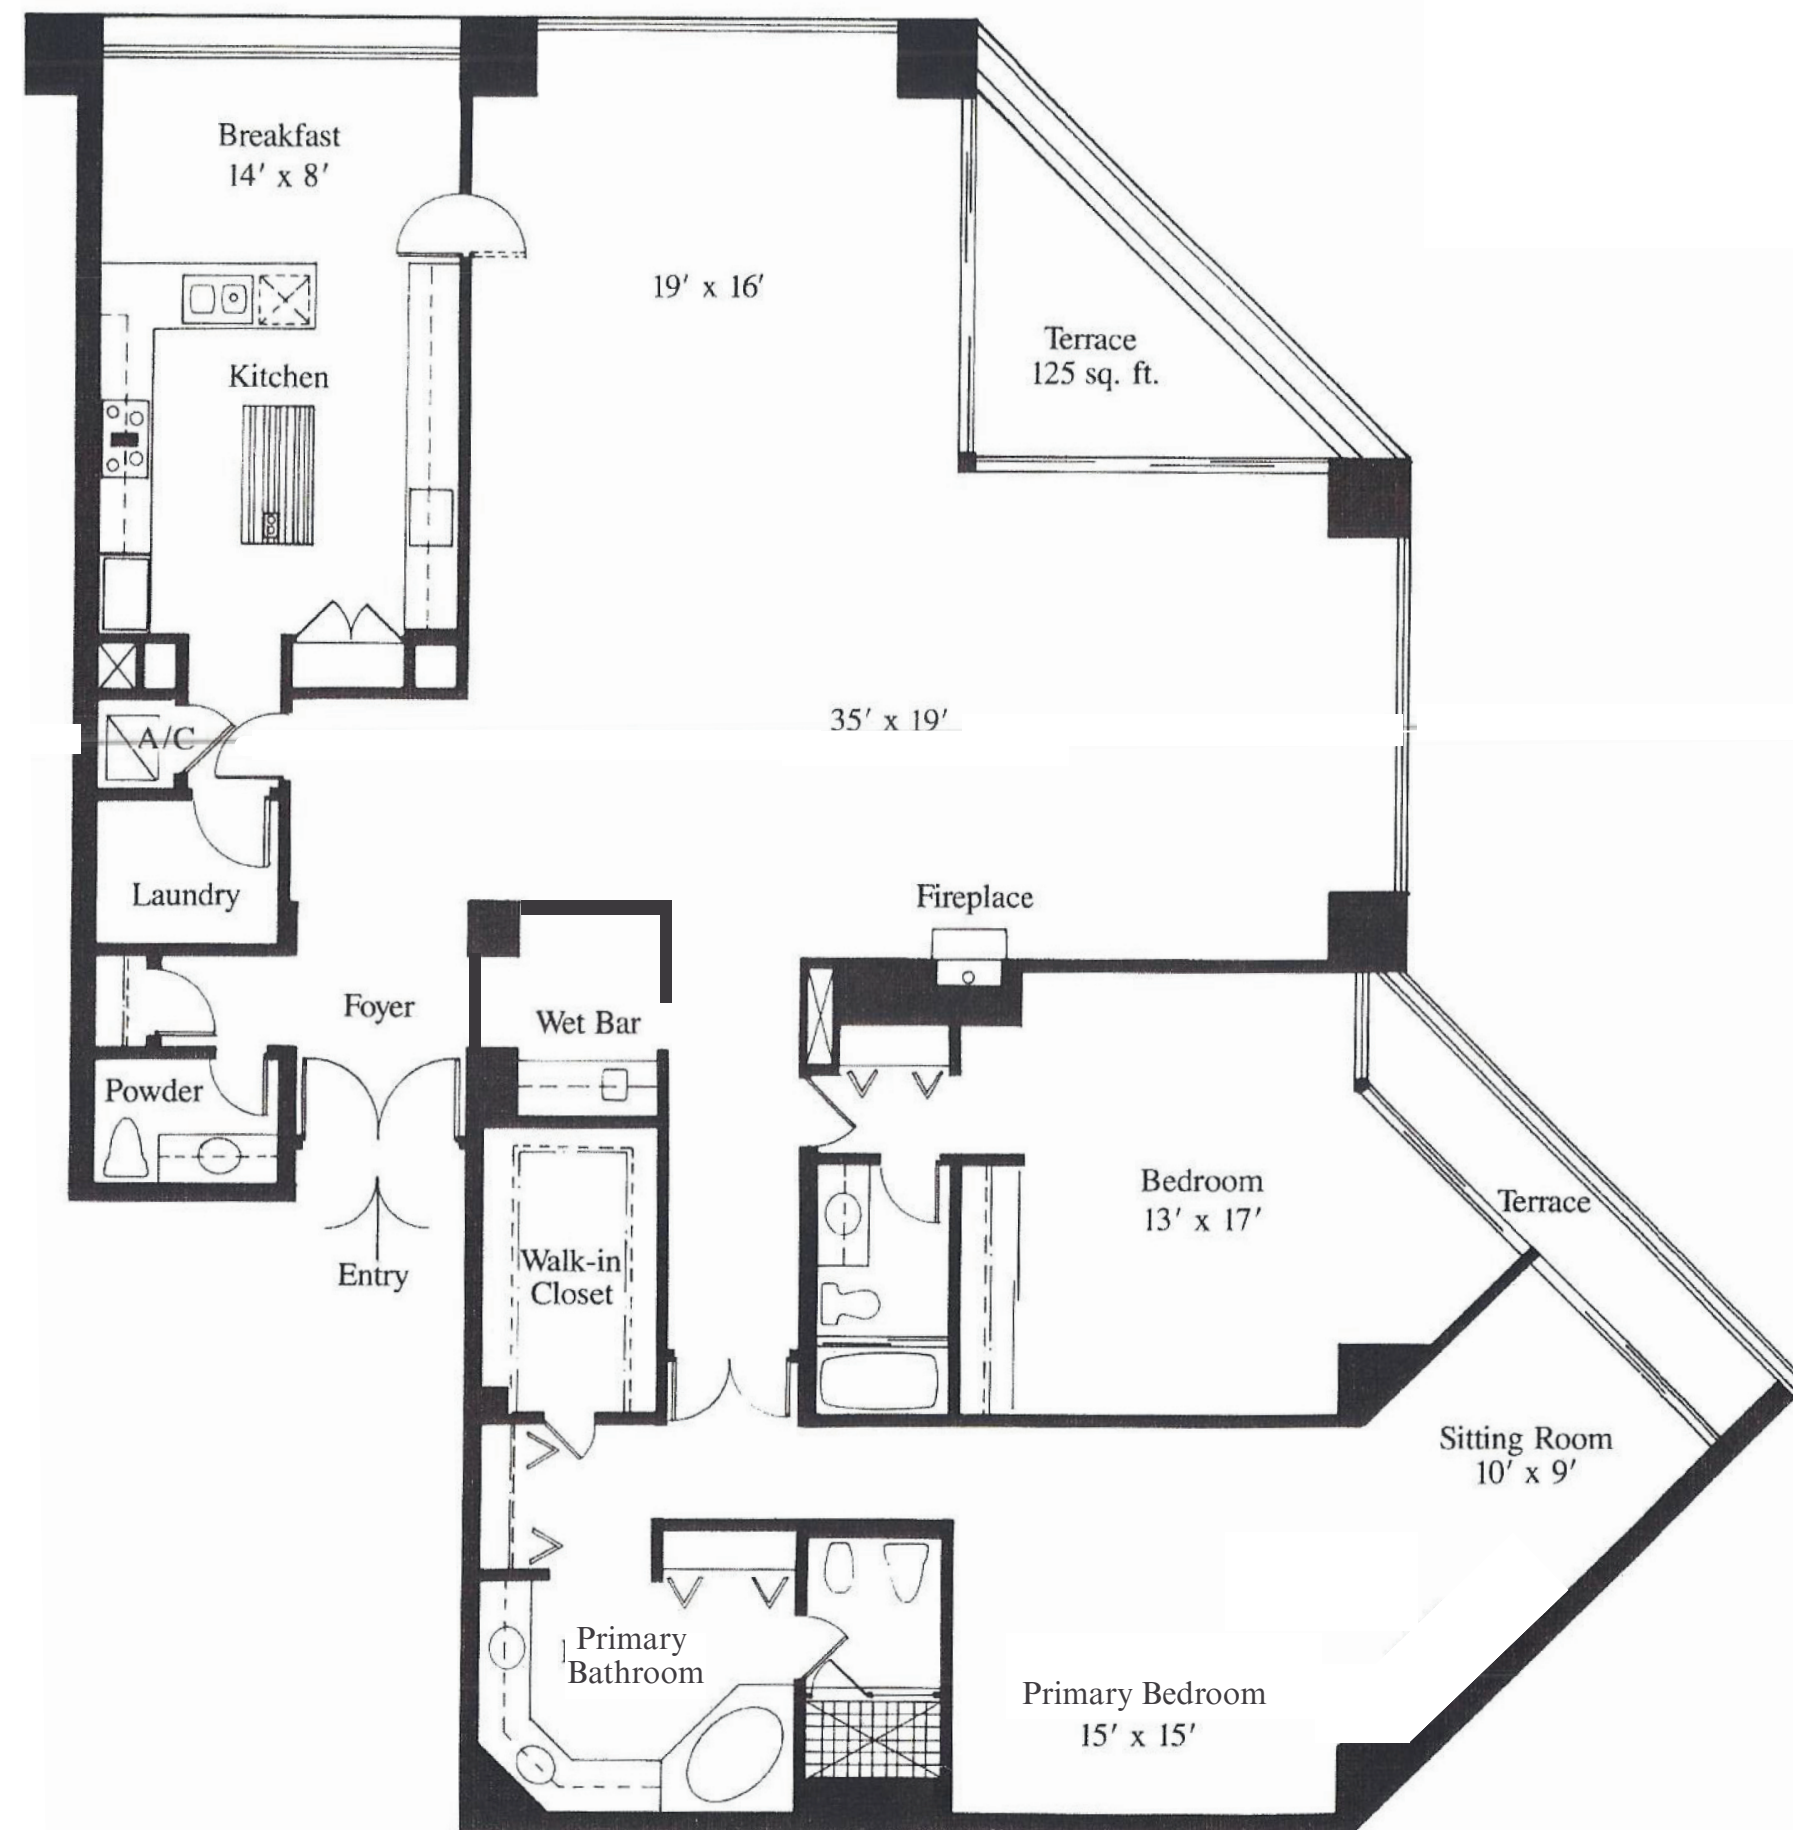 Breakfast
14′ x 8′
19′ x 16′
Terrace
125 sq. ft.
Kitchen
35′ x 19′
A/C
Laundry
Fireplace
Foyer
Wet Bar
Powder
Bedroom
13′ x 17′
Terrace
Entry
Walk-in
Closet
Sitting Room
10′ x 9′
Primary
Bathroom
Primary Bedroom
15′ x 15′